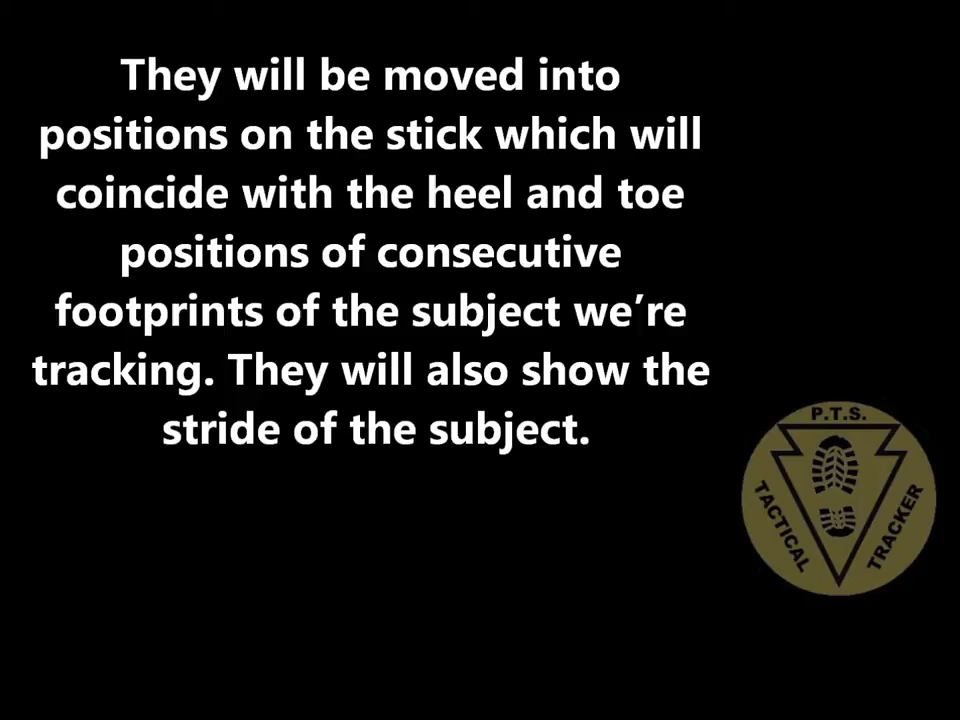 They will be moved into
positions on the stick which will
coincide with the heel and toe
positions of consecutive
footprints of the subject we’re
tracking. They will also show the
stride of the subject.
P.T.S.
TACTICAL
TRACKER